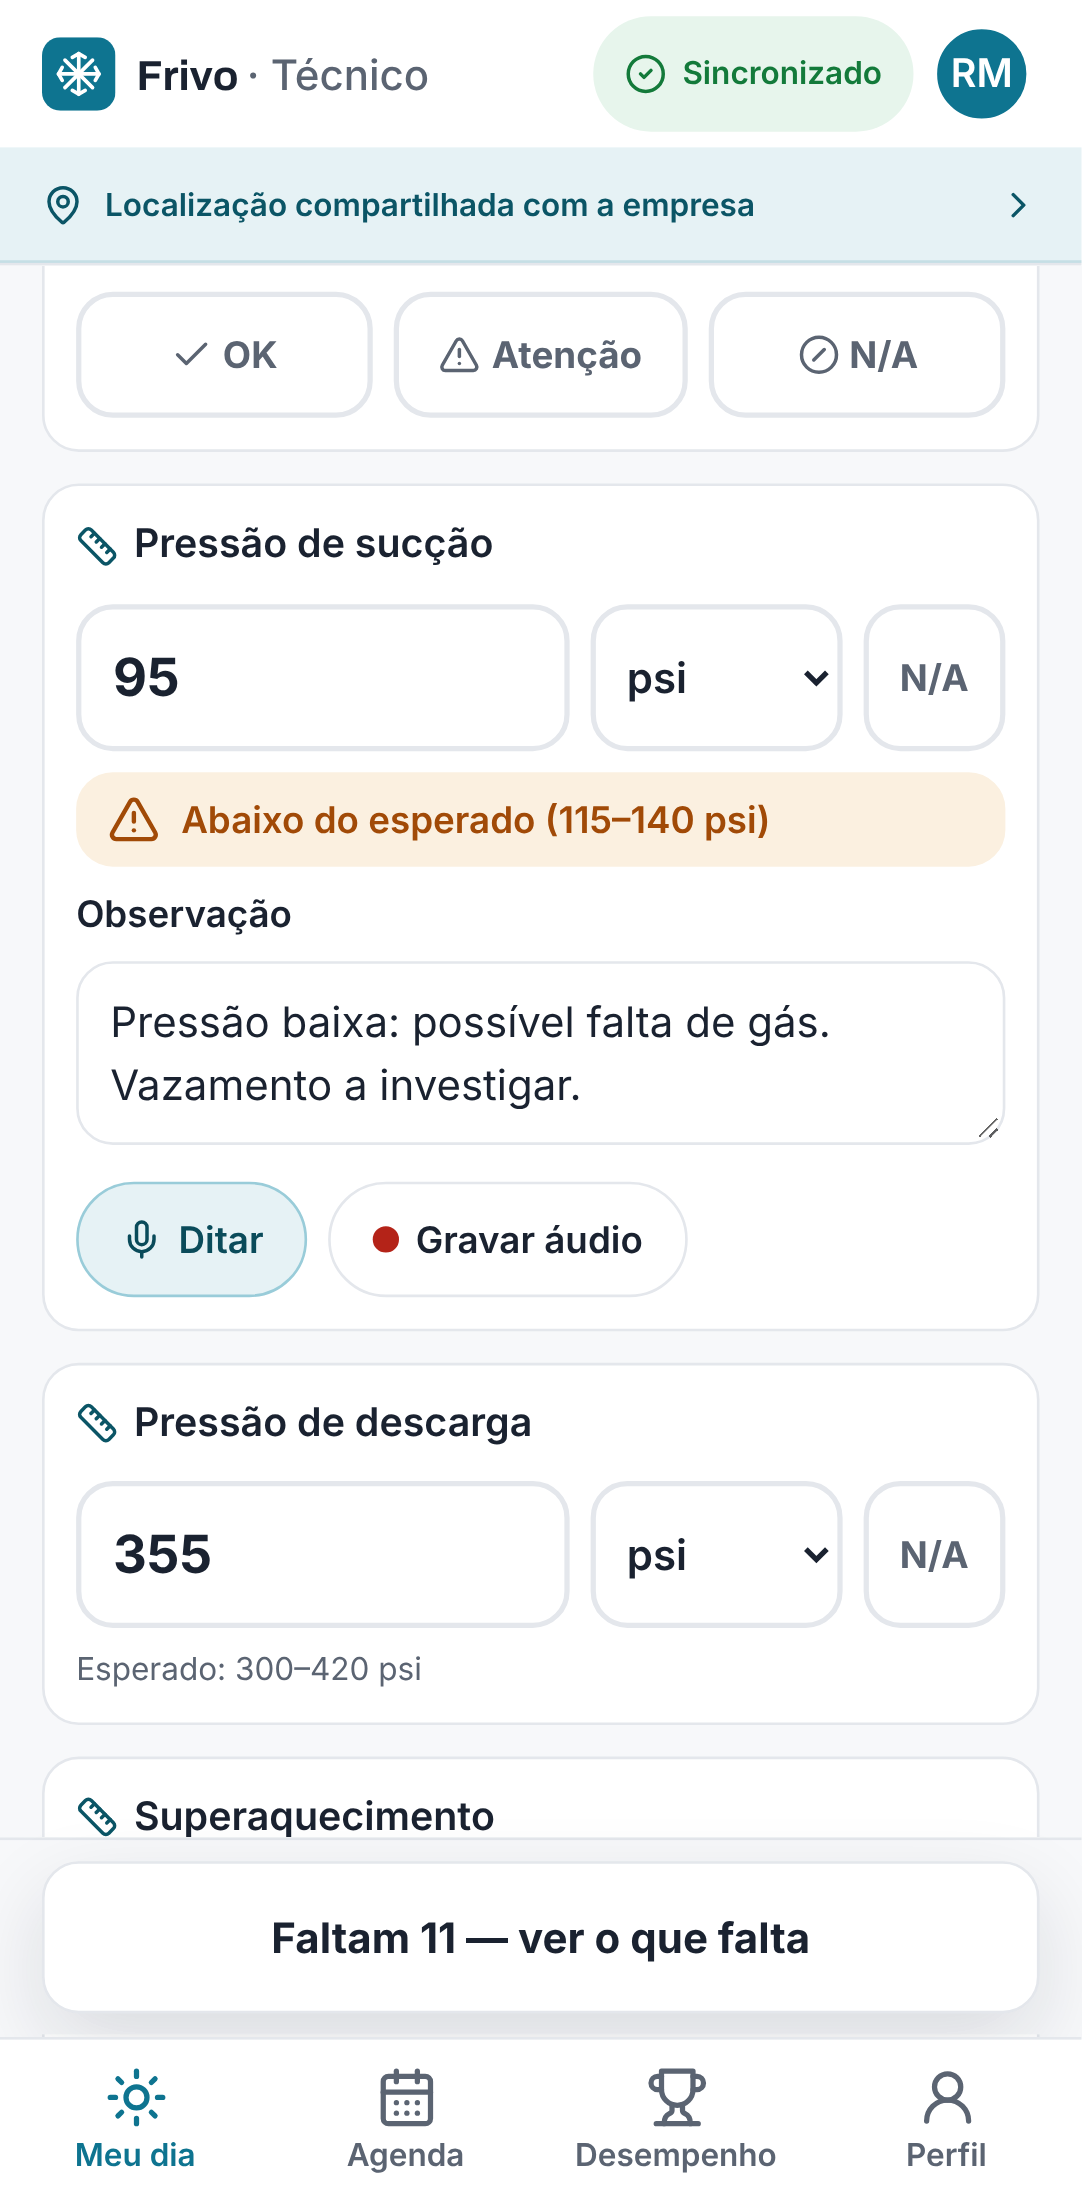 Frivo · Técnico
Sincronizado
RM
Localização compartilhada com a empresa
OK
Atenção
N/A
Pressão de sucção
95
psi
N/A
Abaixo do esperado (115–140 psi)
Observação
Pressão baixa: possível falta de gás.
Vazamento a investigar.
Ditar
Gravar áudio
Pressão de descarga
355
psi
N/A
Esperado: 300–420 psi
Superaquecimento
Faltam 11 — ver o que falta
Meu dia
Agenda
Desempenho
Perfil